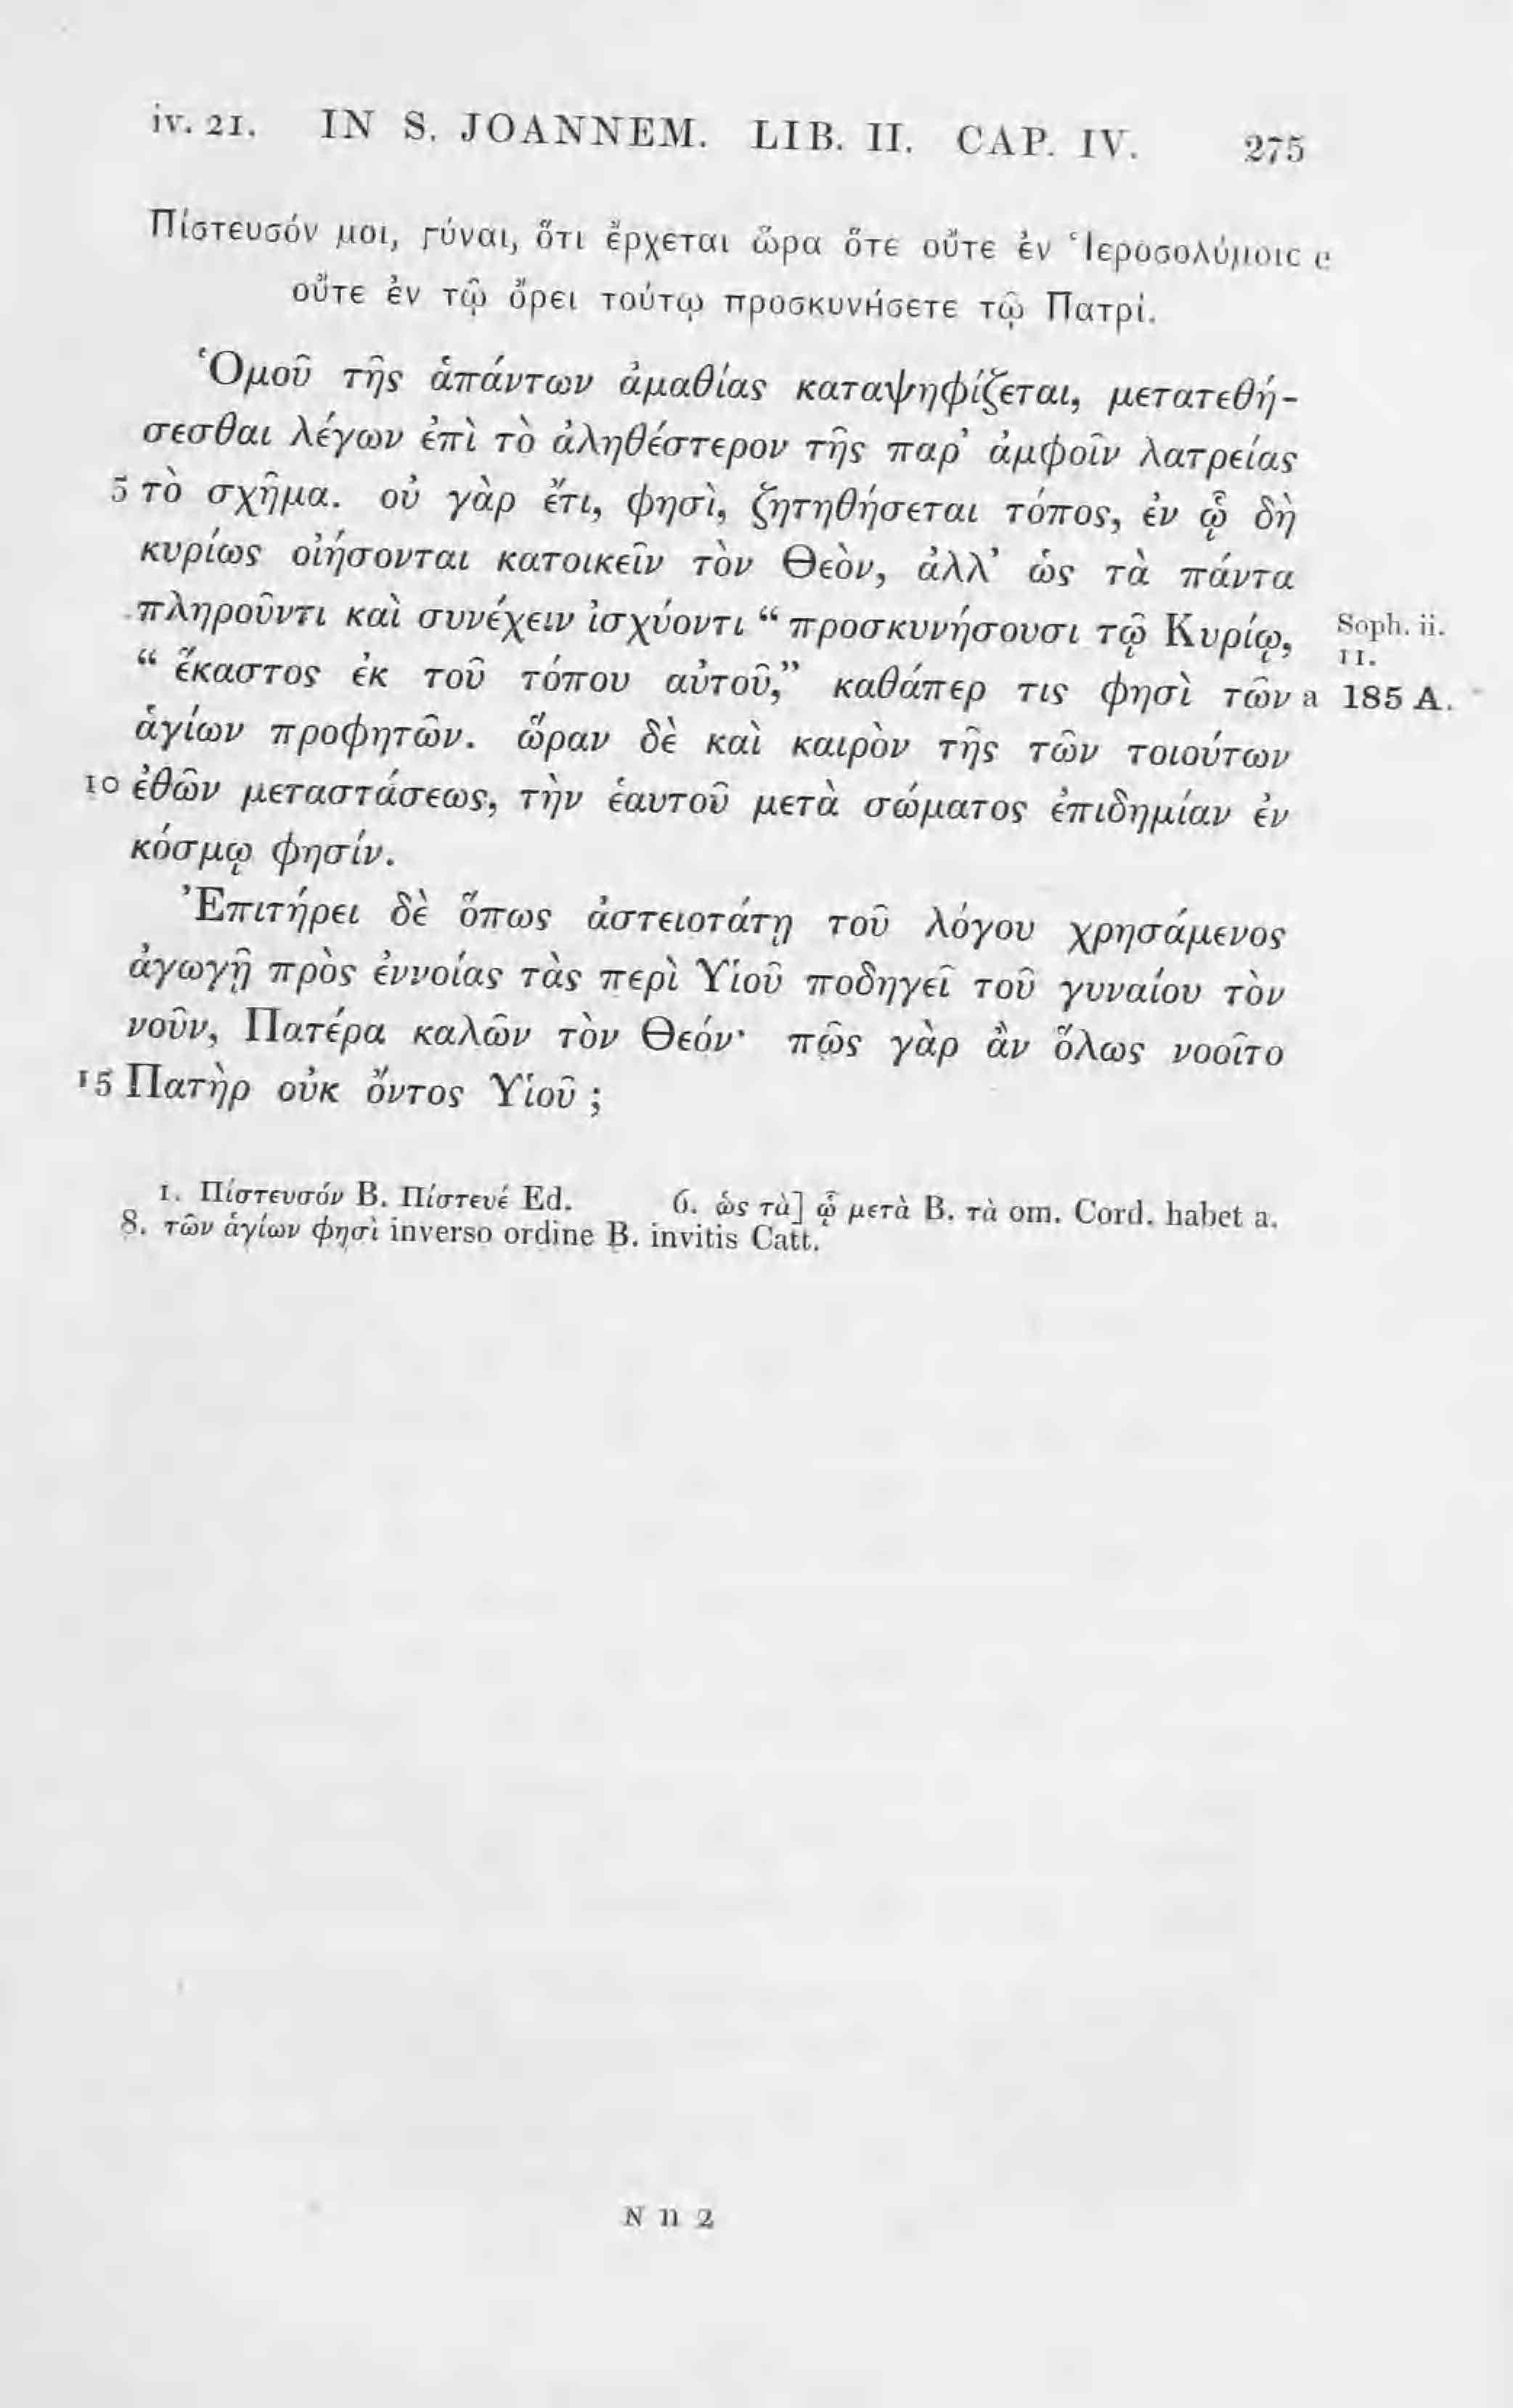 iv. 21. IN S. JOANNEM. LIB. II. CAP. IV. 275
Πίστευσόν μοι, γύναι, ὅτι ἔρχεται ὥρα ὅτε οὔτε ἐν Ἱεροσολύμοις e
οὔτε ἐν τῷ ὄρει τούτῳ προσκυνήσετε τῷ Πατρί.
Ὁμοῦ τῆς ἁπάντων ἀμαθίας καταψηφίζεται, μετατεθή-
σεσθαι λέγων ἐπὶ τὸ ἀληθέστερον τῆς παρ' ἀμφοῖν λατρείας
5 τὸ σχῆμα. οὐ γὰρ ἔτι, φησὶ, ζητηθήσεται τόπος, ἐν ᾧ δὴ
κυρίως οἰήσονται κατοικεῖν τὸν Θεὸν, ἀλλ' ὡς τὰ πάντα
πληροῦντι καὶ συνέχειν ἰσχύοντι “ προσκυνήσουσι τῷ Κυρίῳ, Soph. ii. 11.
“ ἕκαστος ἐκ τοῦ τόπου αὐτοῦ,” καθάπερ τις φησὶ τῶν a 185 A.
ἁγίων προφητῶν. ὥραν δὲ καὶ καιρὸν τῆς τῶν τοιούτων
10 ἐθῶν μεταστάσεως, τὴν ἑαυτοῦ μετὰ σώματος ἐπιδημίαν ἐν
κόσμῳ φησίν.
Ἐπιτήρει δὲ ὅπως ἀστειοτάτῃ τοῦ λόγου χρησάμενος
ἀγωγῇ πρὸς ἐννοίας τὰς περὶ Υἱοῦ ποδηγεῖ τοῦ γυναίου τὸν
νοῦν, Πατέρα καλῶν τὸν Θεόν· πῶς γὰρ ἂν ὅλως νοοῖτο
15 Πατὴρ οὐκ ὄντος Υἱοῦ ;
1. Πίστευσόν B. Πίστευέ Ed. 6. ὡς τὰ] ᾧ μετὰ B. τὰ om. Cord. habet a.
8. τῶν ἁγίων φησὶ inverso ordine B. invitis Catt.
N n 2